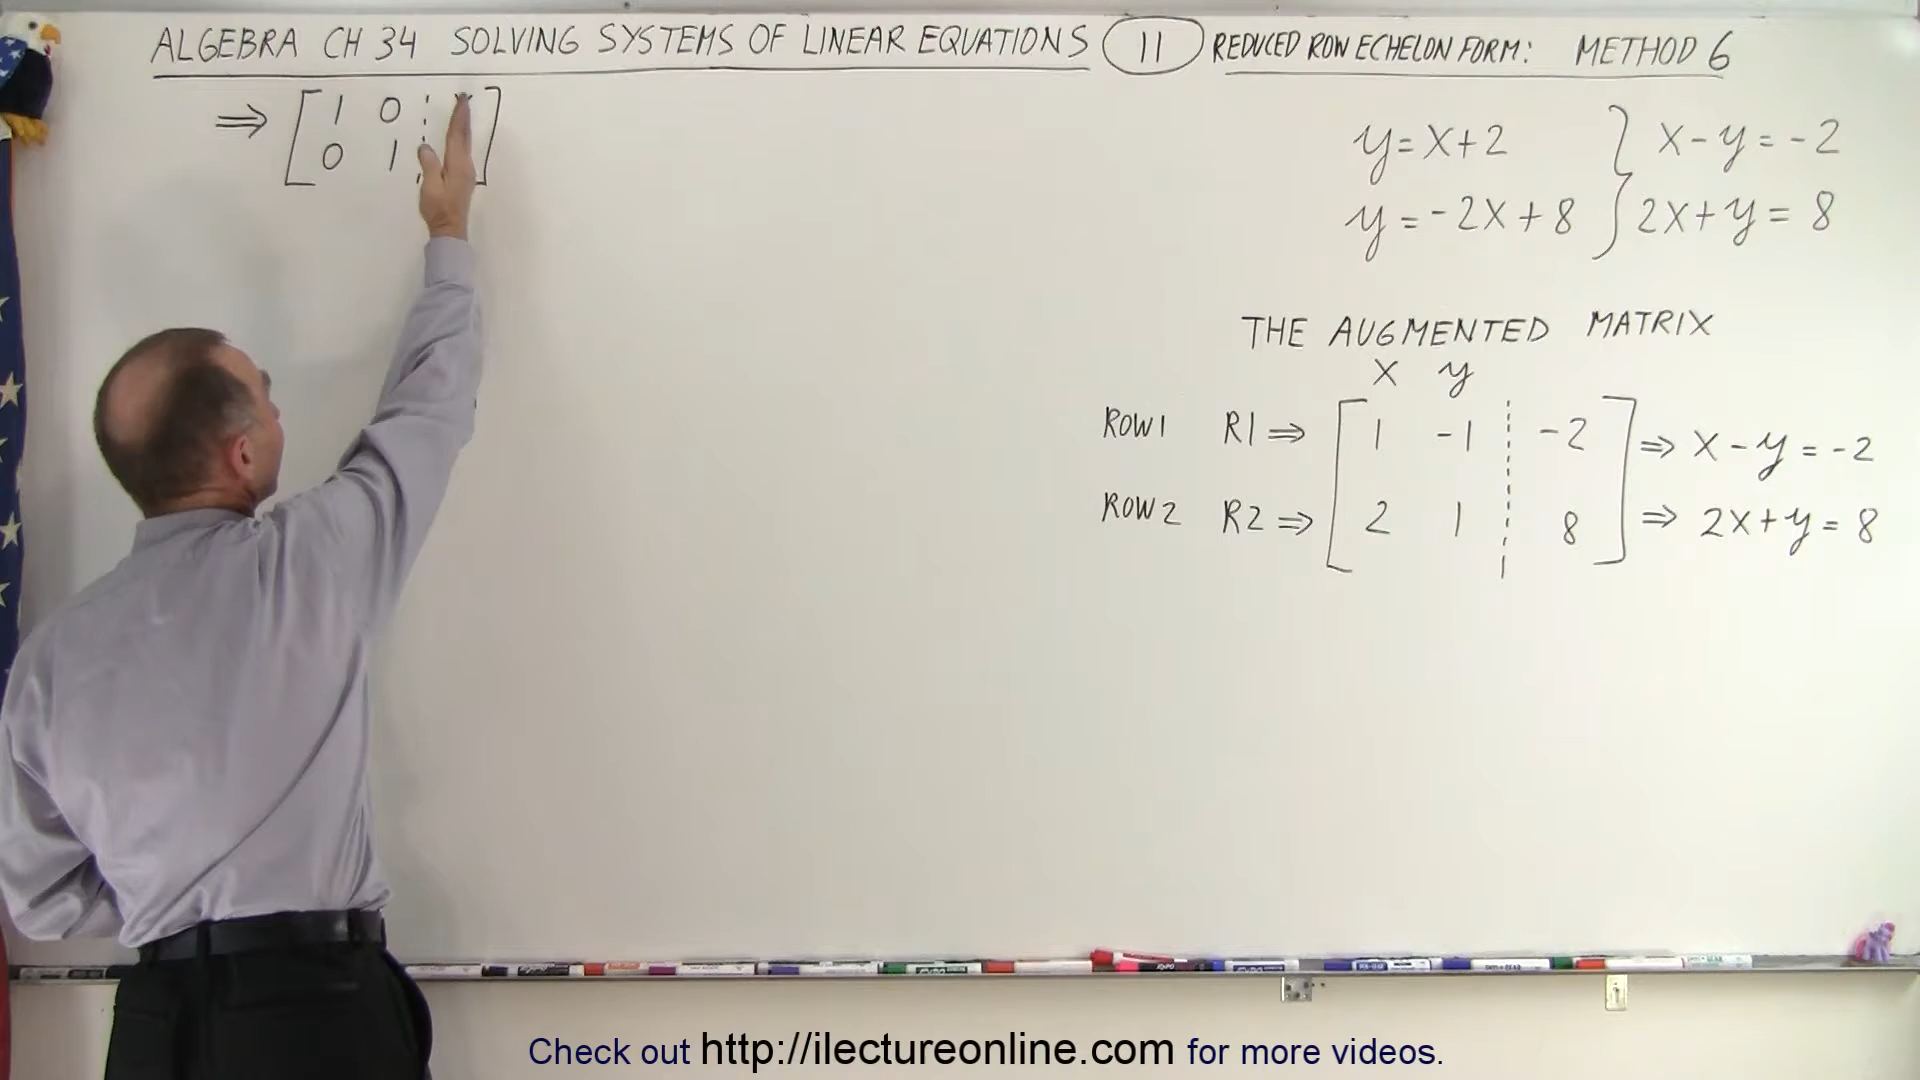 ALGEBRA CH 34 SOLVING SYSTEMS OF LINEAR EQUATIONS 11 REDUCED ROW ECHELON FORM: METHOD 6
⇒ [ 1 0 ¦ ]
[ 0 1 ¦ ]
y = x + 2 } x - y = -2
y = -2x + 8 } 2x + y = 8
THE AUGMENTED MATRIX
x y
ROW 1 R1 ⇒ [ 1 -1 ¦ -2 ] ⇒ x - y = -2
ROW 2 R2 ⇒ [ 2 1 ¦ 8 ] ⇒ 2x + y = 8
Check out http://ilectureonline.com for more videos.